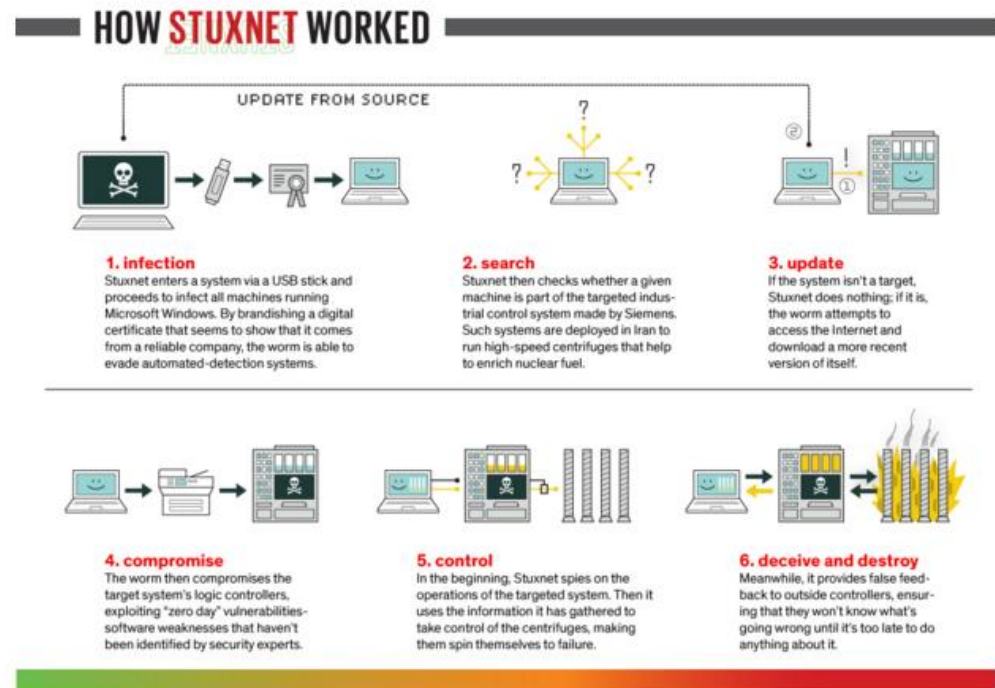 HOW STUXNET WORKED
UPDATE FROM SOURCE
?
?
?
2
!
1
1. infection
Stuxnet enters a system via a USB stick and
proceeds to infect all machines running
Microsoft Windows. By brandishing a digital
certificate that seems to show that it comes
from a reliable company, the worm is able to
evade automated-detection systems.
2. search
Stuxnet then checks whether a given
machine is part of the targeted indus-
trial control system made by Siemens.
Such systems are deployed in Iran to
run high-speed centrifuges that help
to enrich nuclear fuel.
3. update
If the system isn't a target,
Stuxnet does nothing; if it is,
the worm attempts to
access the Internet and
download a more recent
version of itself.
4. compromise
The worm then compromises the
target system's logic controllers,
exploiting "zero day" vulnerabilities-
software weaknesses that haven't
been identified by security experts.
5. control
In the beginning, Stuxnet spies on the
operations of the targeted system. Then it
uses the information it has gathered to
take control of the centrifuges, making
them spin themselves to failure.
6. deceive and destroy
Meanwhile, it provides false feed-
back to outside controllers, ensur-
ing that they won't know what's
going wrong until it's too late to do
anything about it.